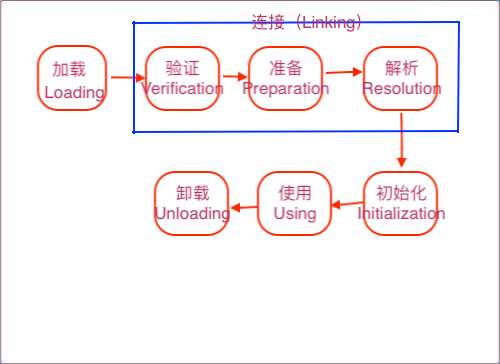 连接（Linking）
加载
Loading
验证
Verification
准备
Preparation
解析
Resolution
卸载
Unloading
使用
Using
初始化
Initialization